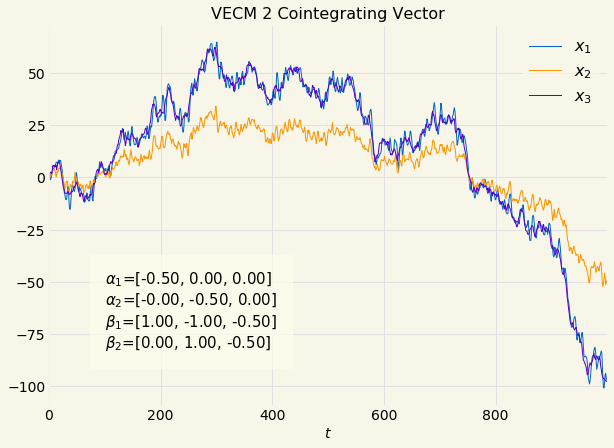 VECM 2 Cointegrating Vector
x₁
x₂
x₃
50
25
0
−25
−50
−75
−100
α₁=[-0.50, 0.00, 0.00]
α₂=[-0.00, -0.50, 0.00]
β₁=[1.00, -1.00, -0.50]
β₂=[0.00, 1.00, -0.50]
0 200 400 600 800
t